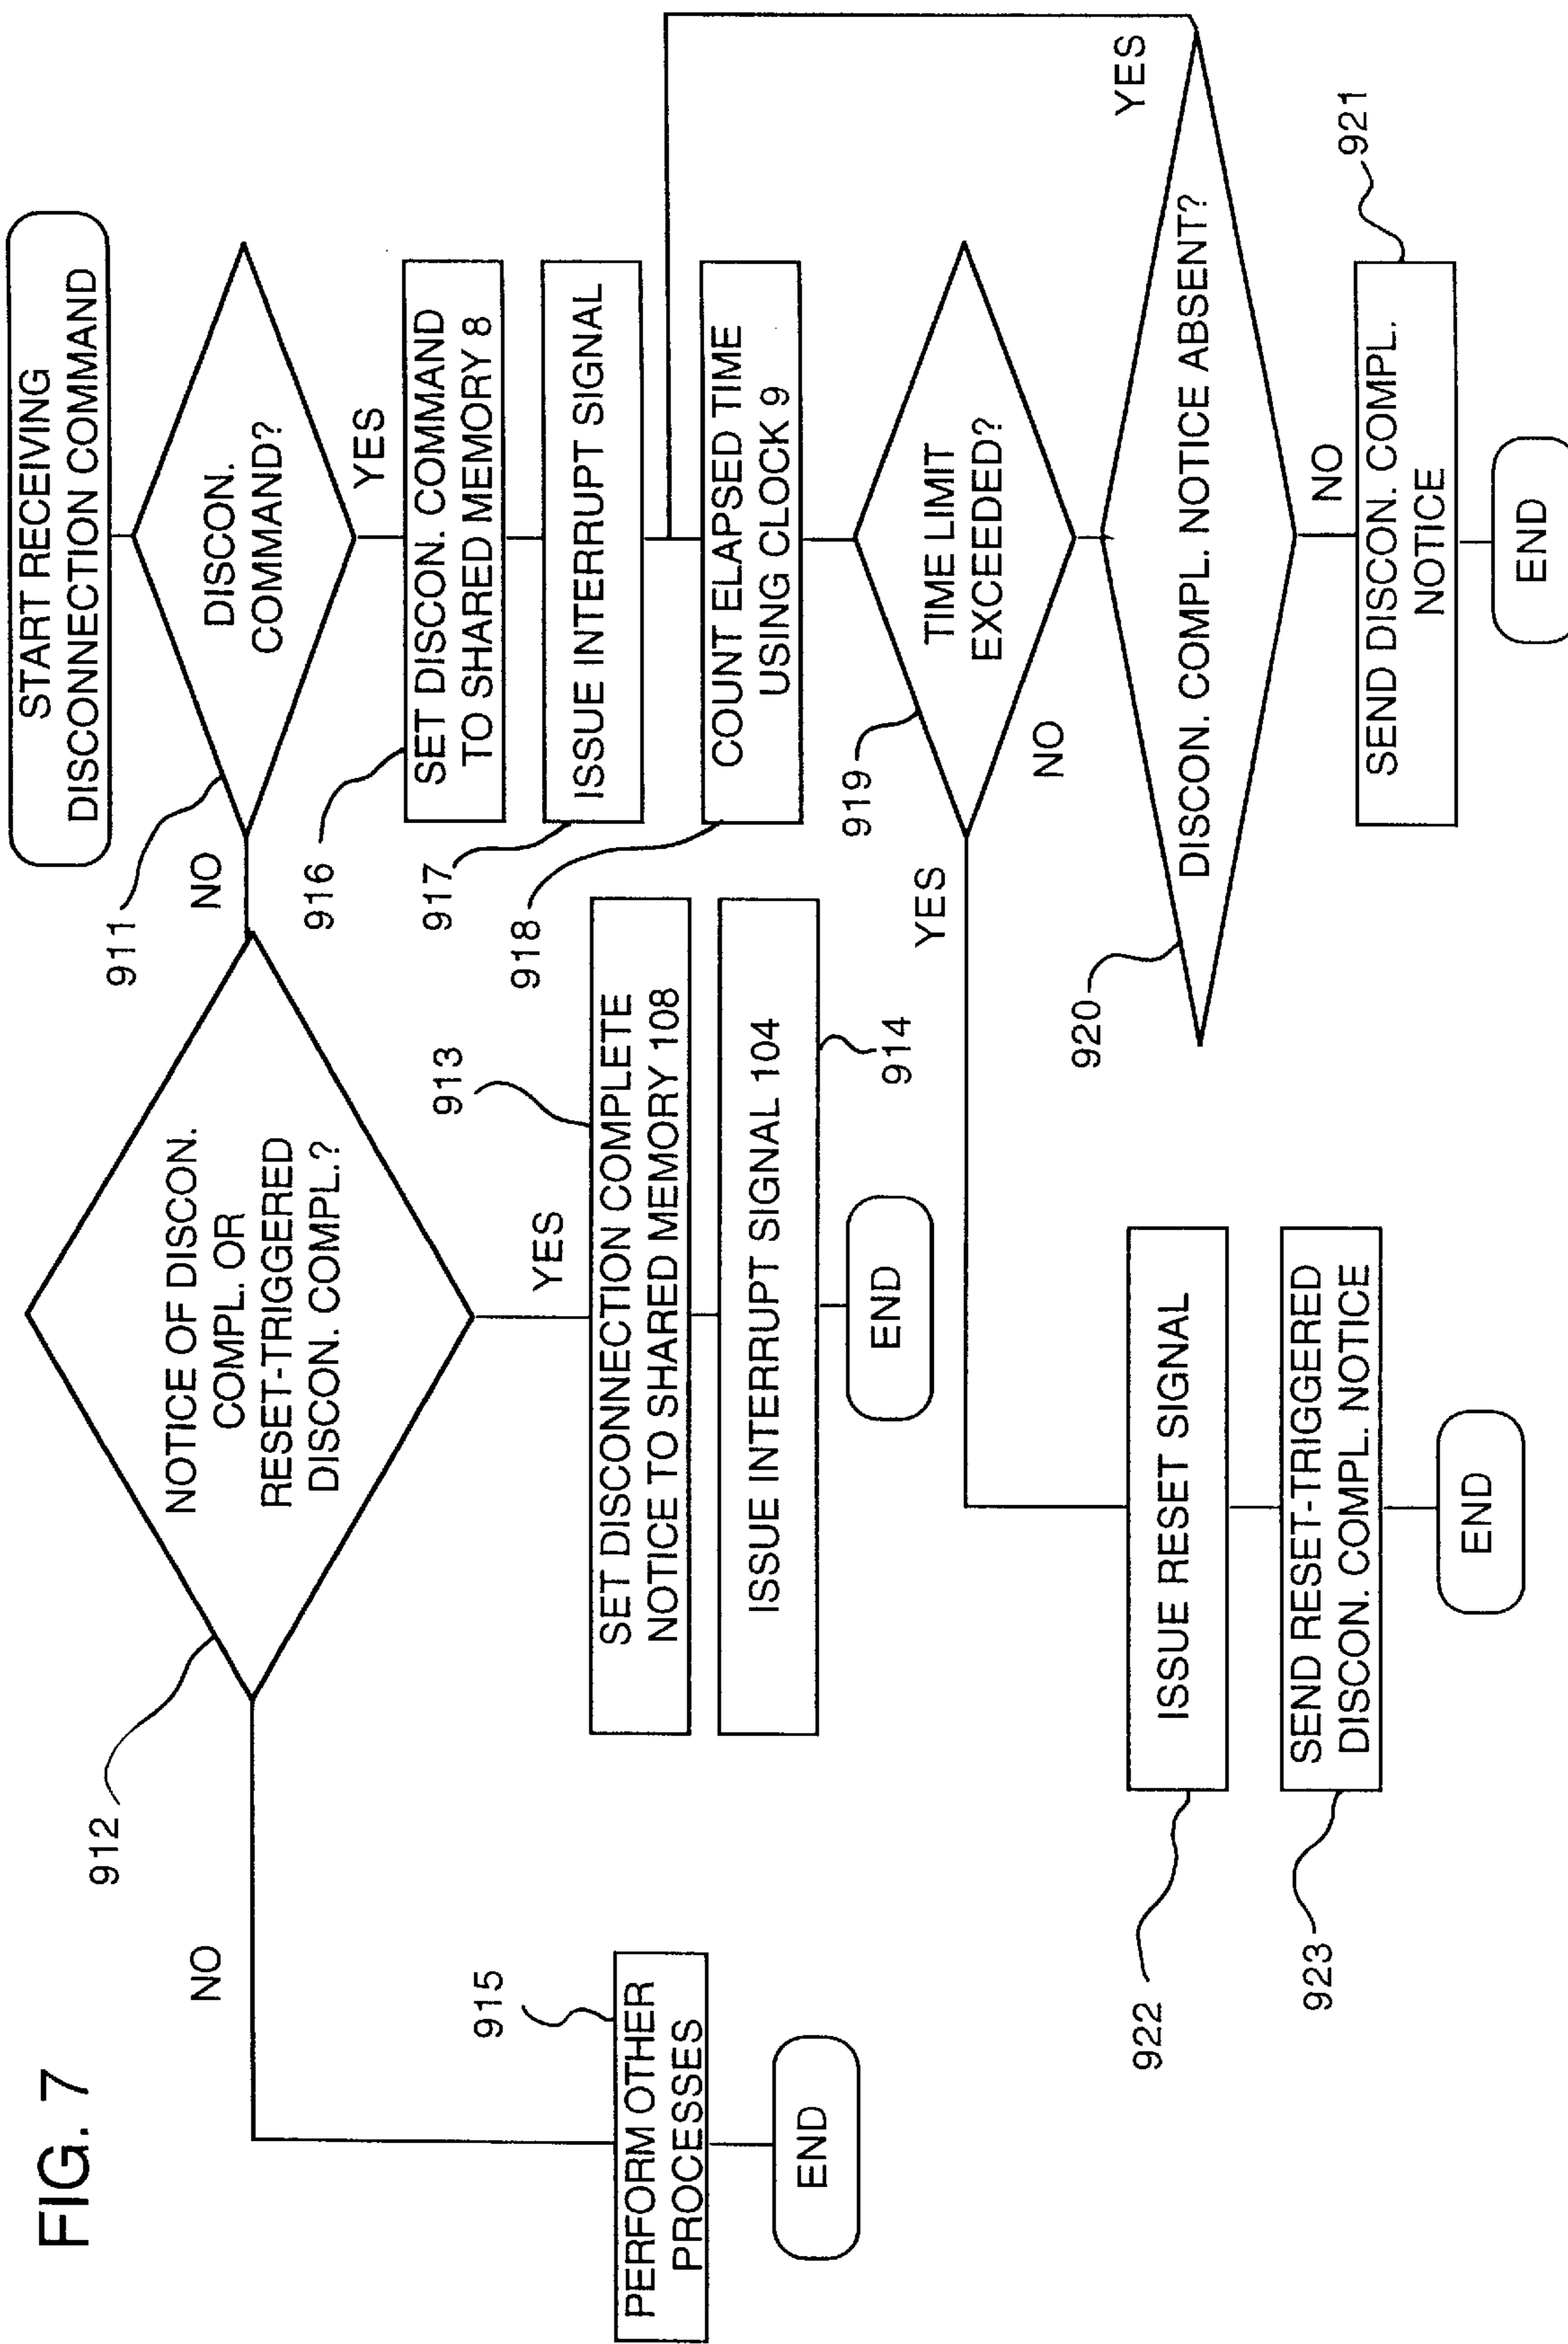 FIG. 7
START RECEIVING
DISCONNECTION COMMAND
911
DISCON.
COMMAND?
NO
YES
912
NOTICE OF DISCON.
COMPL. OR
RESET-TRIGGERED
DISCON. COMPL.?
NO
YES
913
SET DISCONNECTION COMPLETE
NOTICE TO SHARED MEMORY 108
ISSUE INTERRUPT SIGNAL 104
914
END
915
PERFORM OTHER
PROCESSES
END
916
SET DISCON. COMMAND
TO SHARED MEMORY 8
917
ISSUE INTERRUPT SIGNAL
918
COUNT ELAPSED TIME
USING CLOCK 9
919
TIME LIMIT
EXCEEDED?
YES
NO
920
DISCON. COMPL. NOTICE ABSENT?
YES
NO
921
SEND DISCON. COMPL.
NOTICE
END
922
ISSUE RESET SIGNAL
923
SEND RESET-TRIGGERED
DISCON. COMPL. NOTICE
END